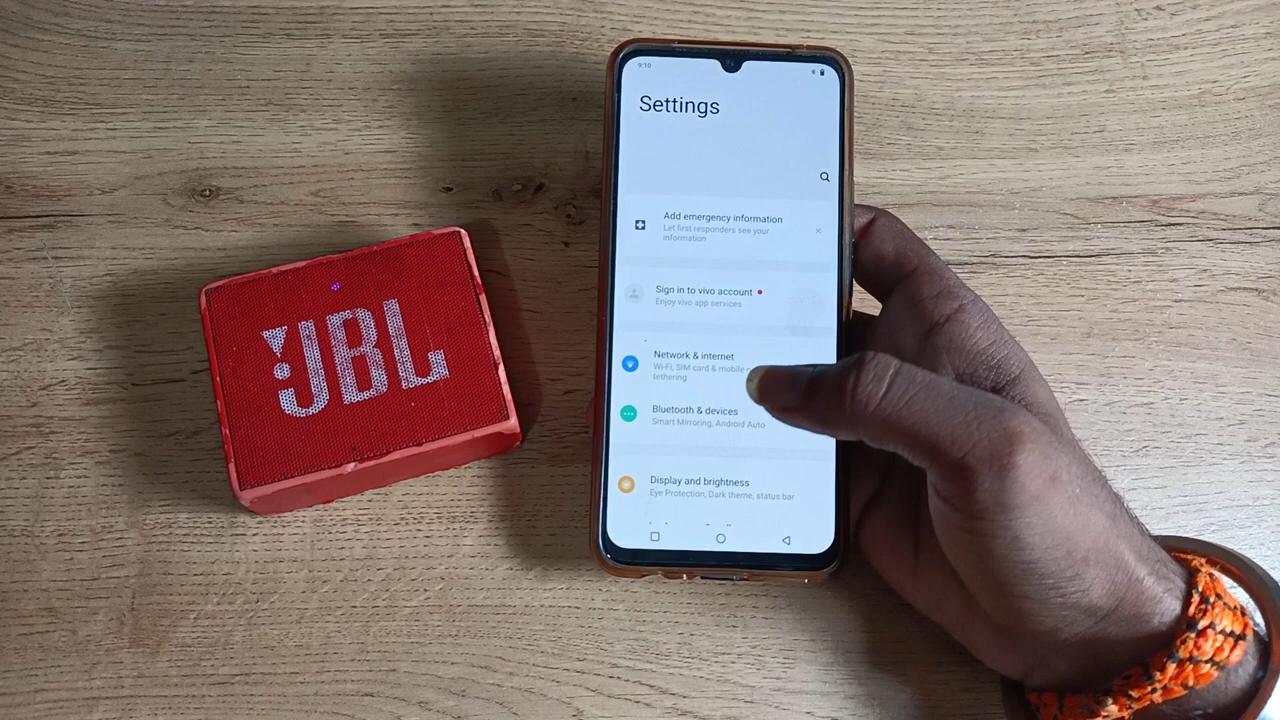 JBL
9:10
Settings
Add emergency information
Let first responders see your
information
Sign in to vivo account
Enjoy vivo app services
Network & internet
Wi-Fi, SIM card & mobile
tethering
Bluetooth & devices
Smart Mirroring, Android Auto
Display and brightness
Eye Protection, Dark theme, status bar